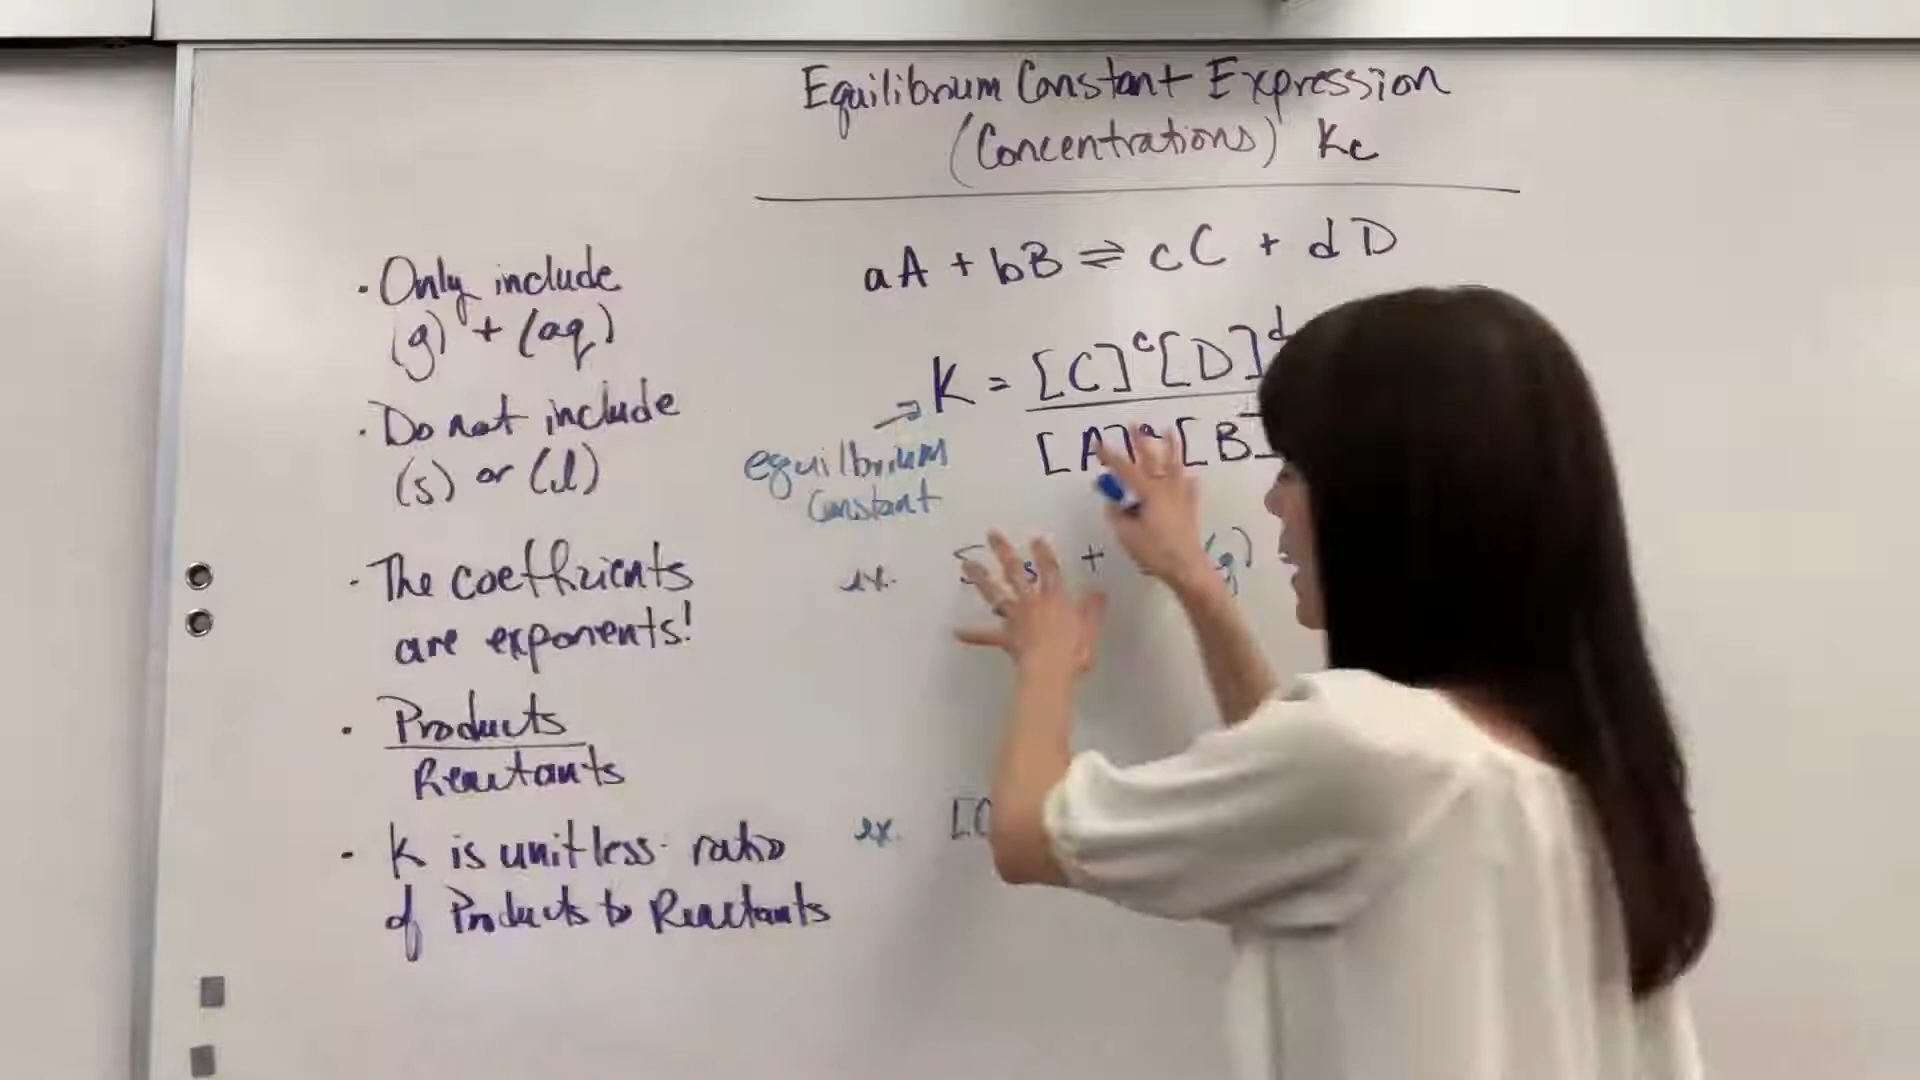 Equilibrium Constant Expression
(Concentrations) Kc
aA + bB ⇌ cC + dD
K = [C]^c [D]^d
[A]^a [B]
equilbrium
Constant
ex. S (s) + (g)
ex.
• Only include
(g) + (aq)
• Do not include
(s) or (l)
• The coefficients
are exponents!
• Products
Reactants
• K is unitless ratio
of Products to Reactants